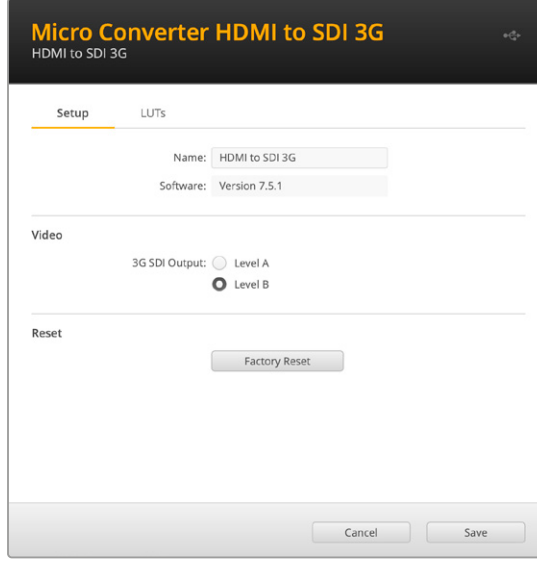 Micro Converter HDMI to SDI 3G
HDMI to SDI 3G
Setup LUTs
Name: HDMI to SDI 3G
Software: Version 7.5.1
Video
3G SDI Output: Level A
Level B
Reset
Factory Reset
Cancel Save